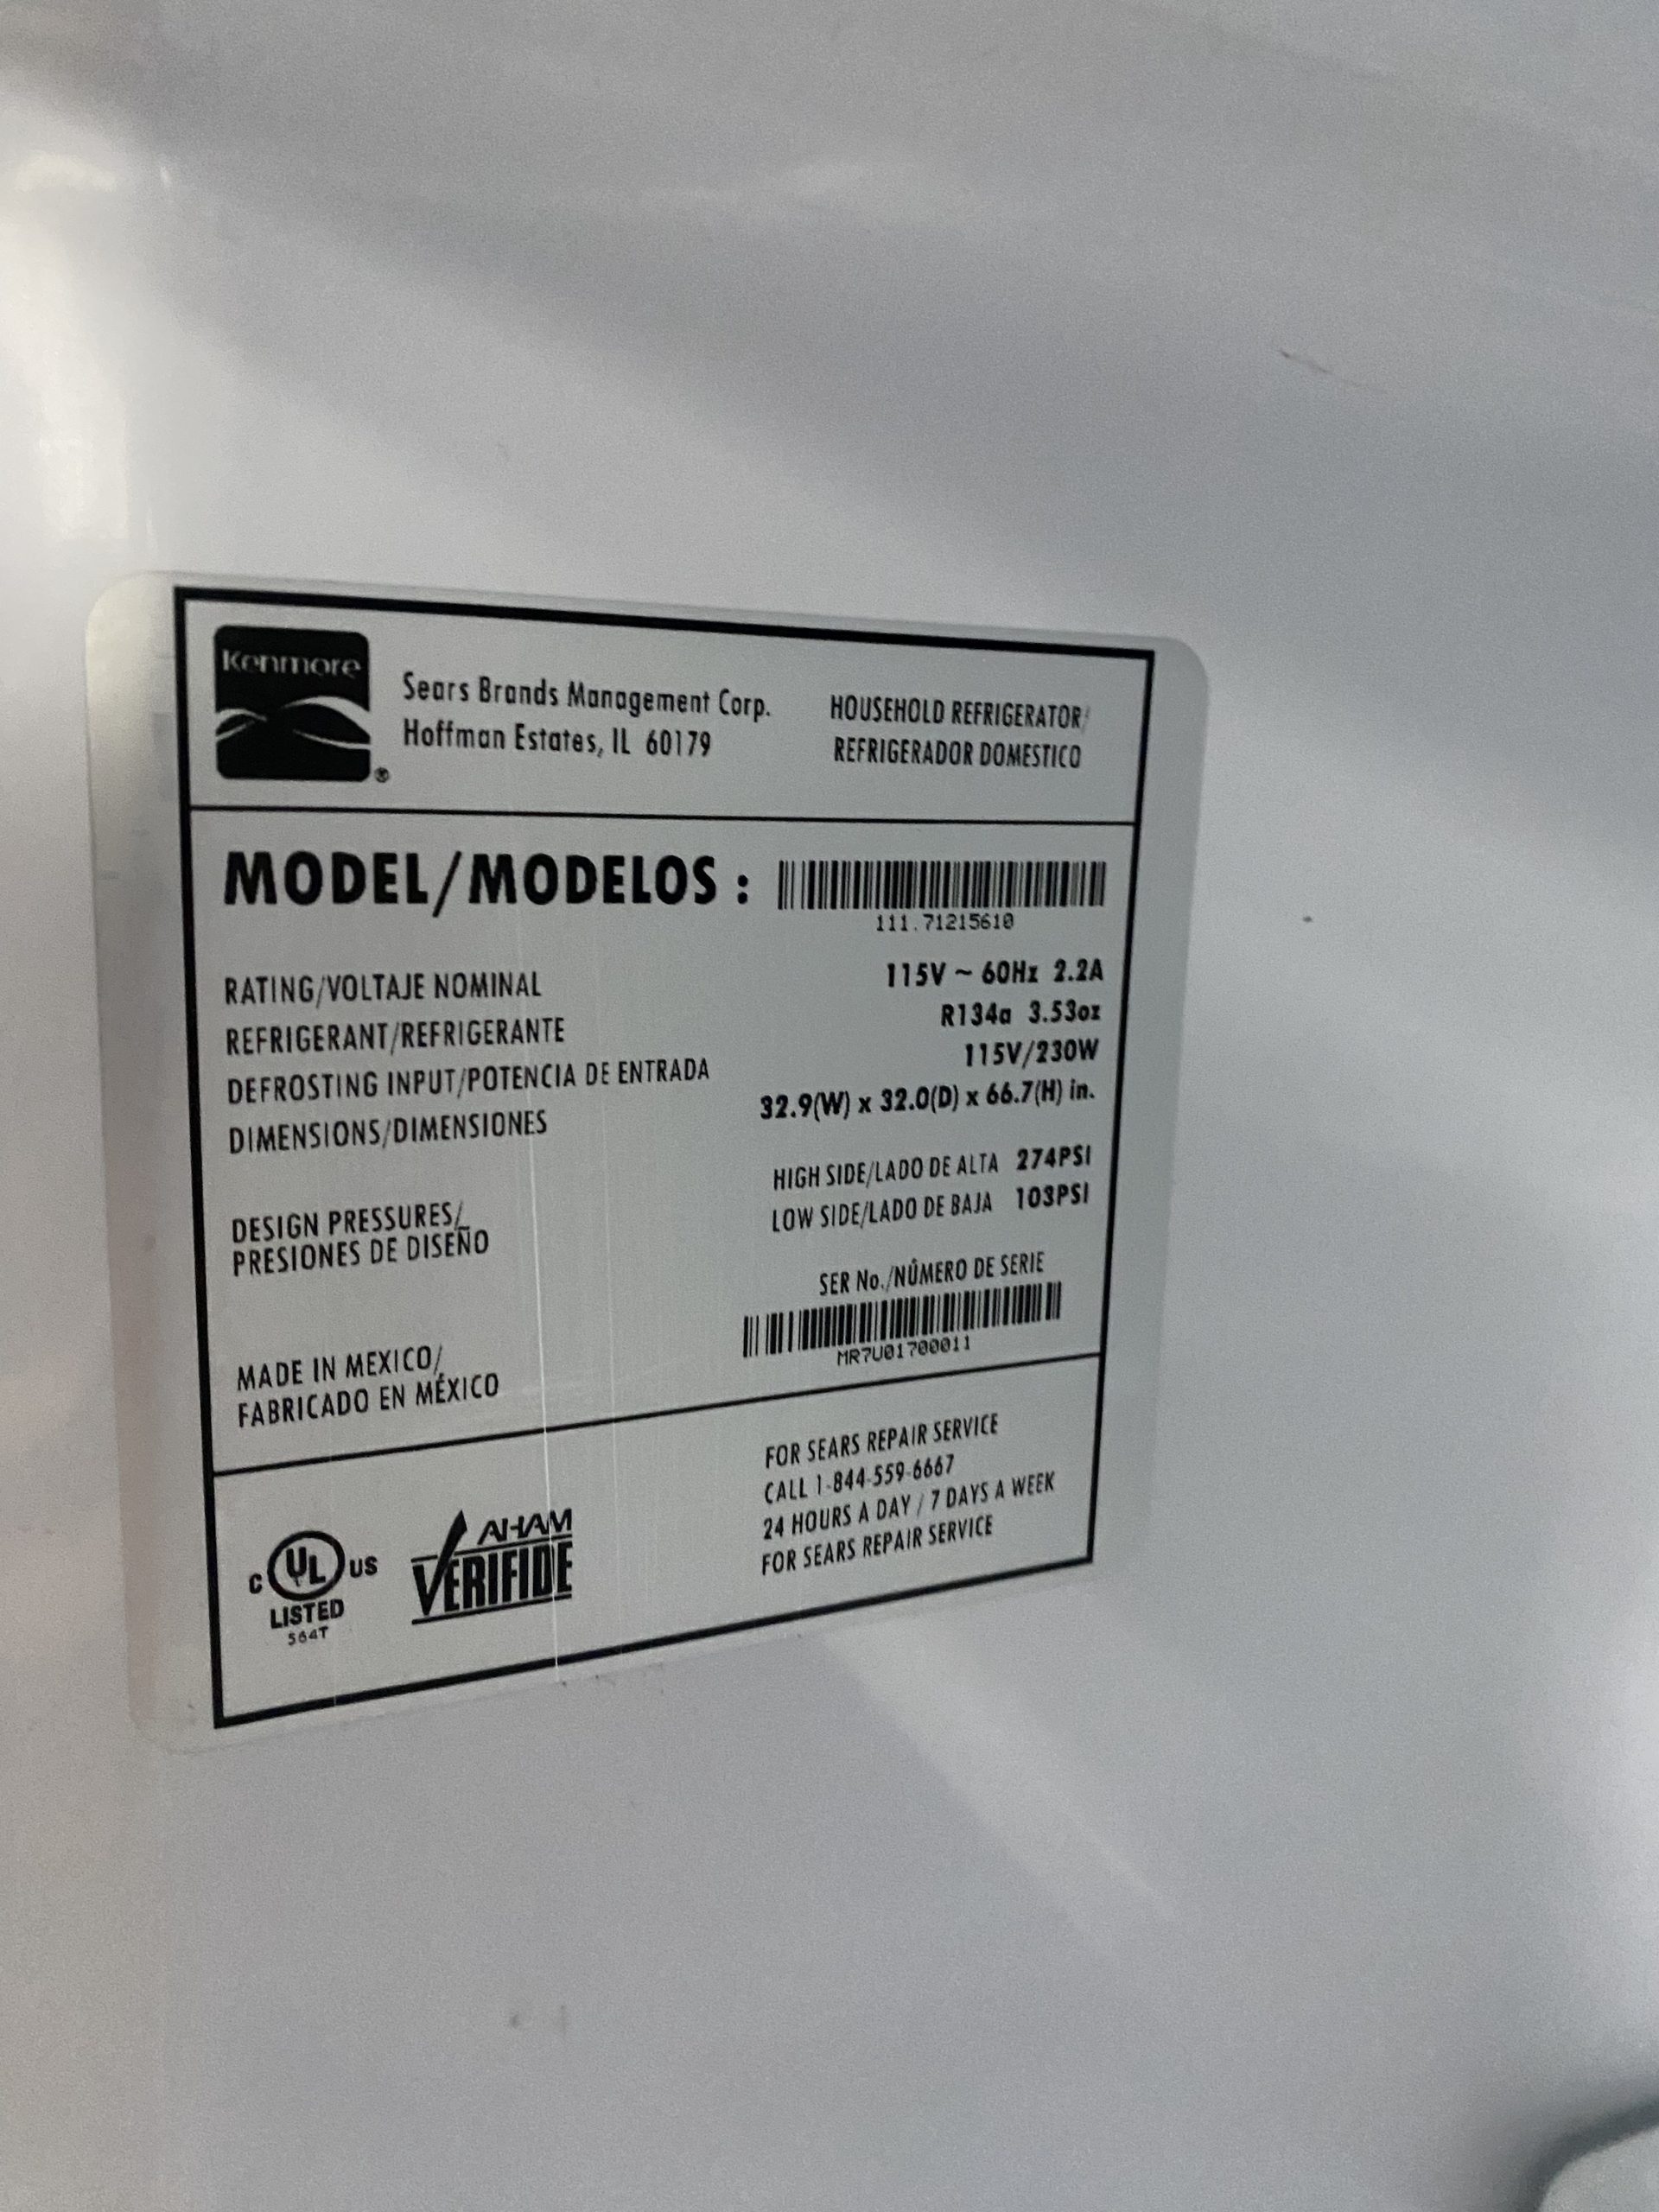 Kenmore
®
Sears Brands Management Corp.
Hoffman Estates, IL 60179
HOUSEHOLD REFRIGERATOR/
REFRIGERADOR DOMESTICO
MODEL/MODELOS :
111.71215610
RATING/VOLTAJE NOMINAL 115V ~ 60Hz 2.2A
REFRIGERANT/REFRIGERANTE R134a 3.53oz
DEFROSTING INPUT/POTENCIA DE ENTRADA 115V/230W
DIMENSIONS/DIMENSIONES 32.9(W) x 32.0(D) x 66.7(H) in.
DESIGN PRESSURES/
PRESIONES DE DISEÑO
HIGH SIDE/LADO DE ALTA 274PSI
LOW SIDE/LADO DE BAJA 103PSI
SER No./NÚMERO DE SERIE
MR7U01700011
MADE IN MEXICO/
FABRICADO EN MÉXICO
C UL US
LISTED
564T
AHAM
VERIFIDE
FOR SEARS REPAIR SERVICE
CALL 1-844-559-6667
24 HOURS A DAY / 7 DAYS A WEEK
FOR SEARS REPAIR SERVICE